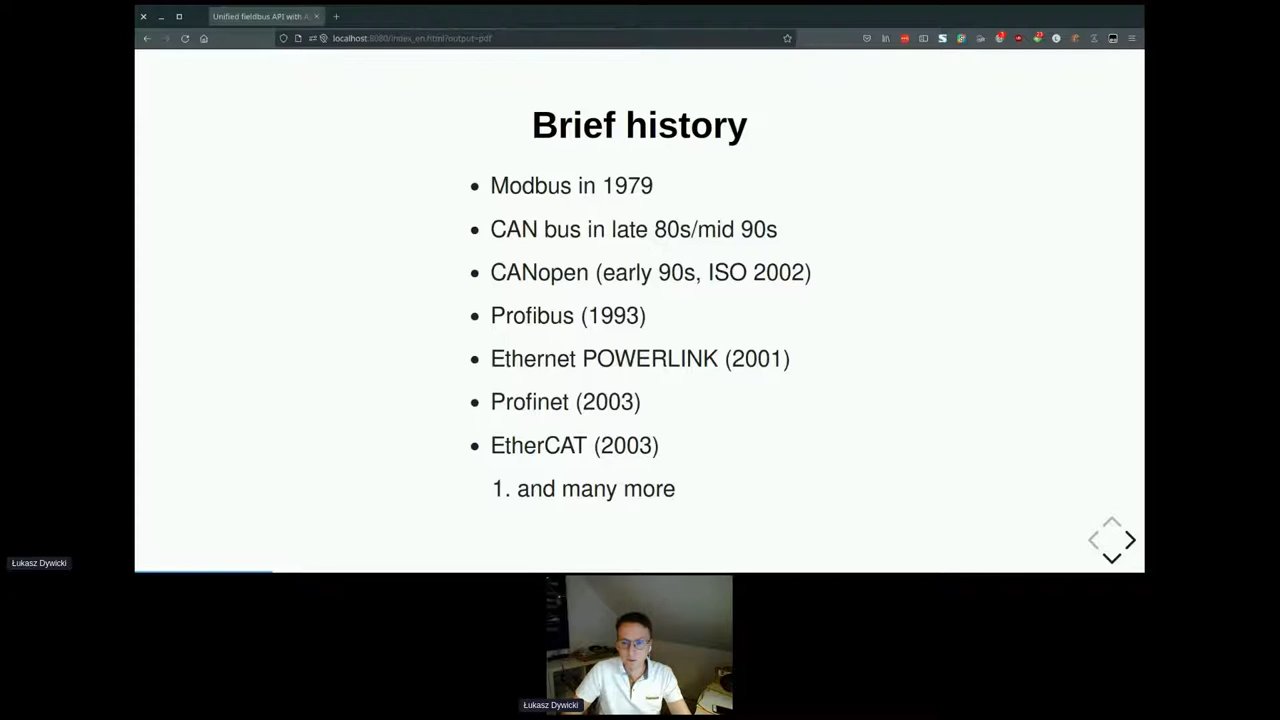 Unified fieldbus API with A
localhost:8080/index_en.html?output=pdf
Brief history
Modbus in 1979
CAN bus in late 80s/mid 90s
CANopen (early 90s, ISO 2002)
Profibus (1993)
Ethernet POWERLINK (2001)
Profinet (2003)
EtherCAT (2003)
1. and many more
Łukasz Dywicki
Łukasz Dywicki